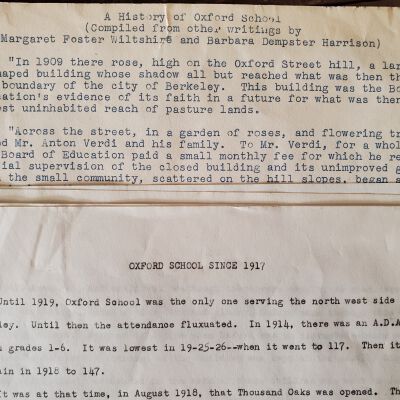 A History of Oxford School
(Compiled from other writings by
Margaret Foster Wiltshire and Barbara Dempster Harrison)
"In 1909 there rose, high on the Oxford Street hill, a lar
aped building whose shadow all but reached what was then th
boundary of the city of Berkeley. This building was the Bo
cation's evidence of its faith in a future for what was then
est uninhabited reach of pasture lands.
"Across the street, in a garden of roses, and flowering tr
d Mr. Anton Verdi and his family. To Mr. Verdi, for a whol
Board of Education paid a small monthly fee for which he re
al supervision of the closed building and its unimproved g
the small community, scattered on the hill slopes, began s
OXFORD SCHOOL SINCE 1917
Until 1919, Oxford School was the only one serving the north west side
ley. Until then the attendance fluxuated. In 1914, there was an A.D.A
grades 1-6. It was lowest in 19-25-26--when it went to 117. Then it
ain in 1918 to 147.
It was at that time, in August 1918, that Thousand Oaks was opened. Th